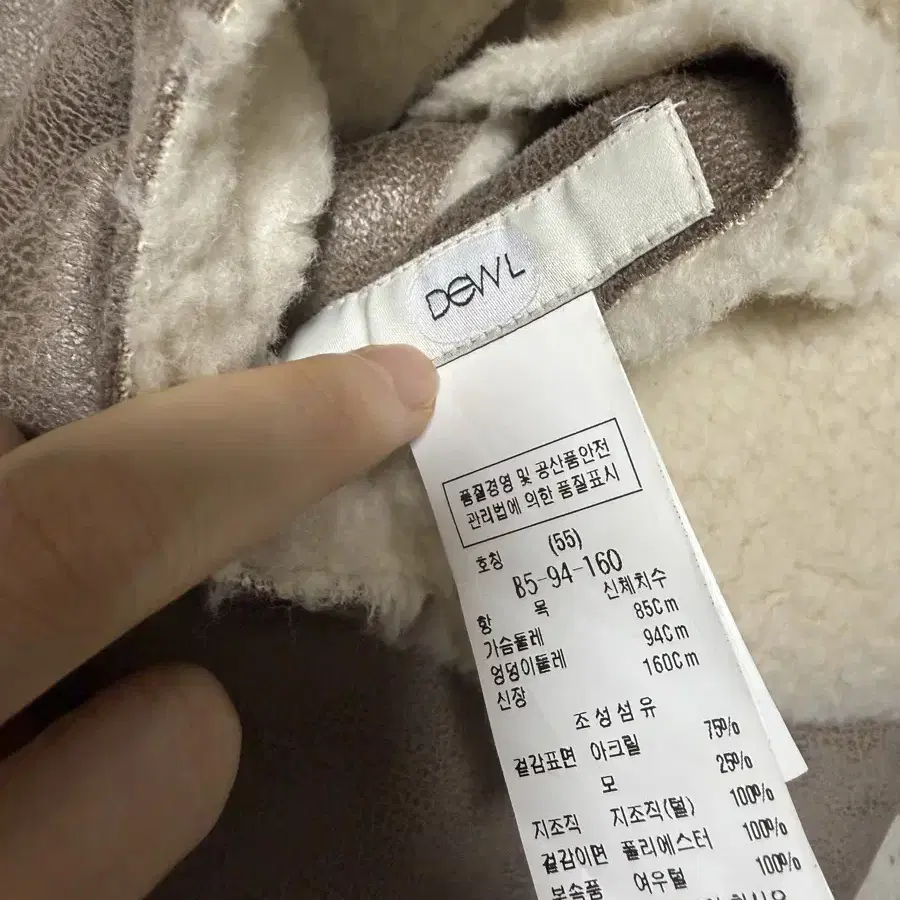 DEWL
품질경영 및 공산품안전
관리법에 의한 품질표시
호칭 (55)
85-94-160
항 목 신체치수
가슴둘레 85Cm
엉덩이둘레 94Cm
신장 160Cm
조성섬유
겉감표면 아크릴 75%
모 25%
지조직 지조직(털) 100%
겉감이면 폴리에스터 100%
부속품 여우털 100%